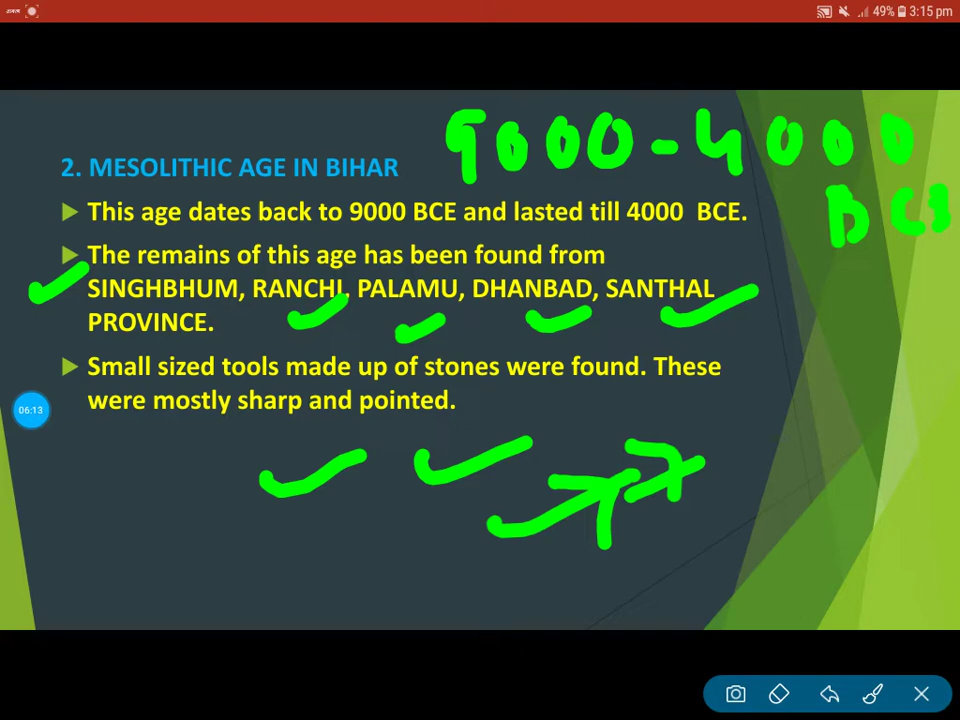 49% 3:15 pm
9000-4000
BCE
2. MESOLITHIC AGE IN BIHAR
This age dates back to 9000 BCE and lasted till 4000 BCE.
The remains of this age has been found from
SINGHBHUM, RANCHI, PALAMU, DHANBAD, SANTHAL
PROVINCE.
Small sized tools made up of stones were found. These
were mostly sharp and pointed.
06:13